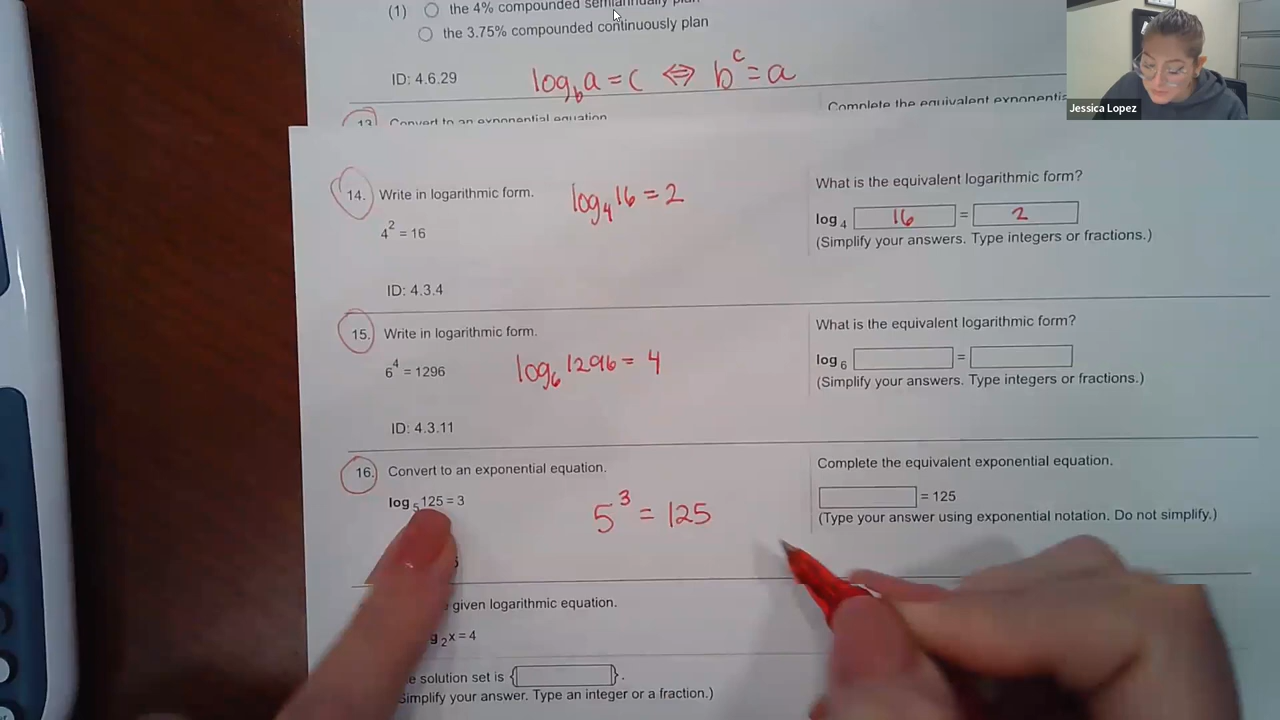 (1) the 4% compounded semiannually plan
the 3.75% compounded continuously plan
ID: 4.6.29
log_b a = c ⇔ b^c = a
13. Convert to an exponential equation.
Complete the equivalent exponential
Jessica Lopez
14. Write in logarithmic form.
log_4 16 = 2
4^2 = 16
ID: 4.3.4
What is the equivalent logarithmic form?
log_4 16 = 2
(Simplify your answers. Type integers or fractions.)
15. Write in logarithmic form.
6^4 = 1296
log_6 1296 = 4
ID: 4.3.11
What is the equivalent logarithmic form?
log_6 =
(Simplify your answers. Type integers or fractions.)
16. Convert to an exponential equation.
log_5 125 = 3
5^3 = 125
Complete the equivalent exponential equation.
= 125
(Type your answer using exponential notation. Do not simplify.)
given logarithmic equation.
2 x = 4
solution set is { }.
(Simplify your answer. Type an integer or a fraction.)